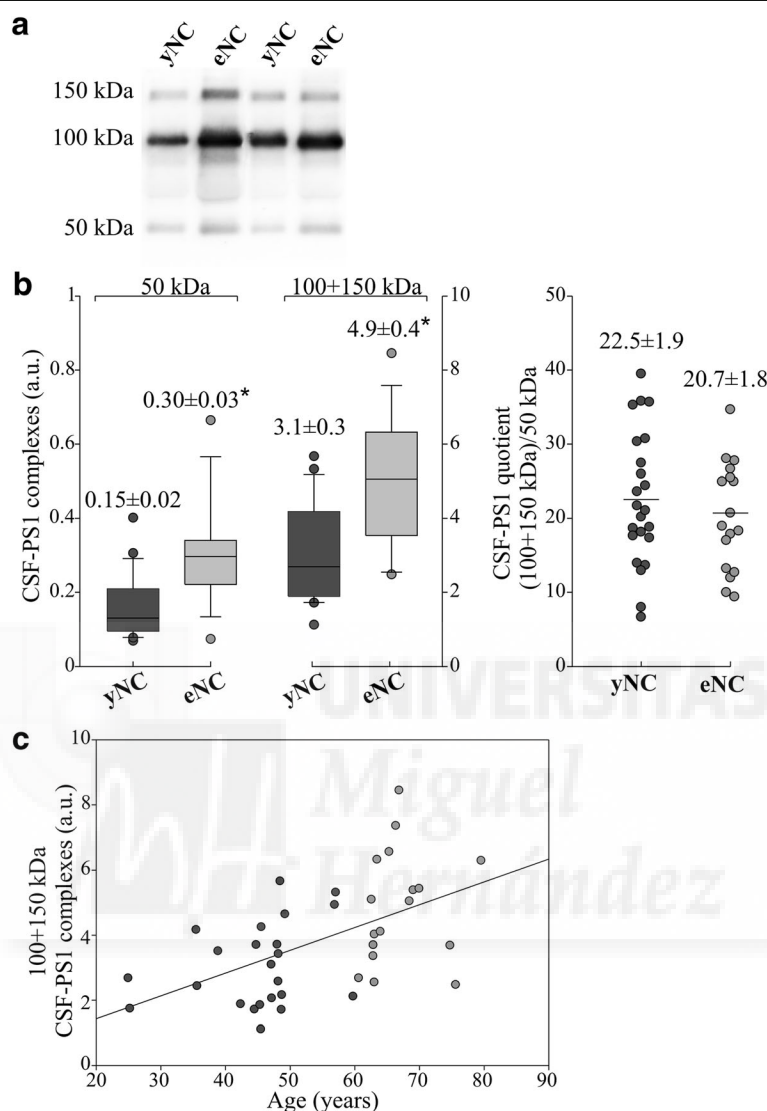 a
yNC eNC yNC eNC
150 kDa
100 kDa
50 kDa
b
50 kDa
100+150 kDa
CSF-PS1 complexes (a.u.)
1
0.8
0.6
0.4
0.2
0
0.15±0.02
0.30±0.03*
3.1±0.3
4.9±0.4*
10
8
6
4
2
0
yNC eNC yNC eNC
CSF-PS1 quotient
(100+150 kDa)/50 kDa
50
40
30
20
10
0
22.5±1.9
20.7±1.8
yNC eNC
UNIVERSITAS
Miguel
Hernández
c
100+150 kDa
CSF-PS1 complexes (a.u.)
10
8
6
4
2
0
20 30 40 50 60 70 80 90
Age (years)